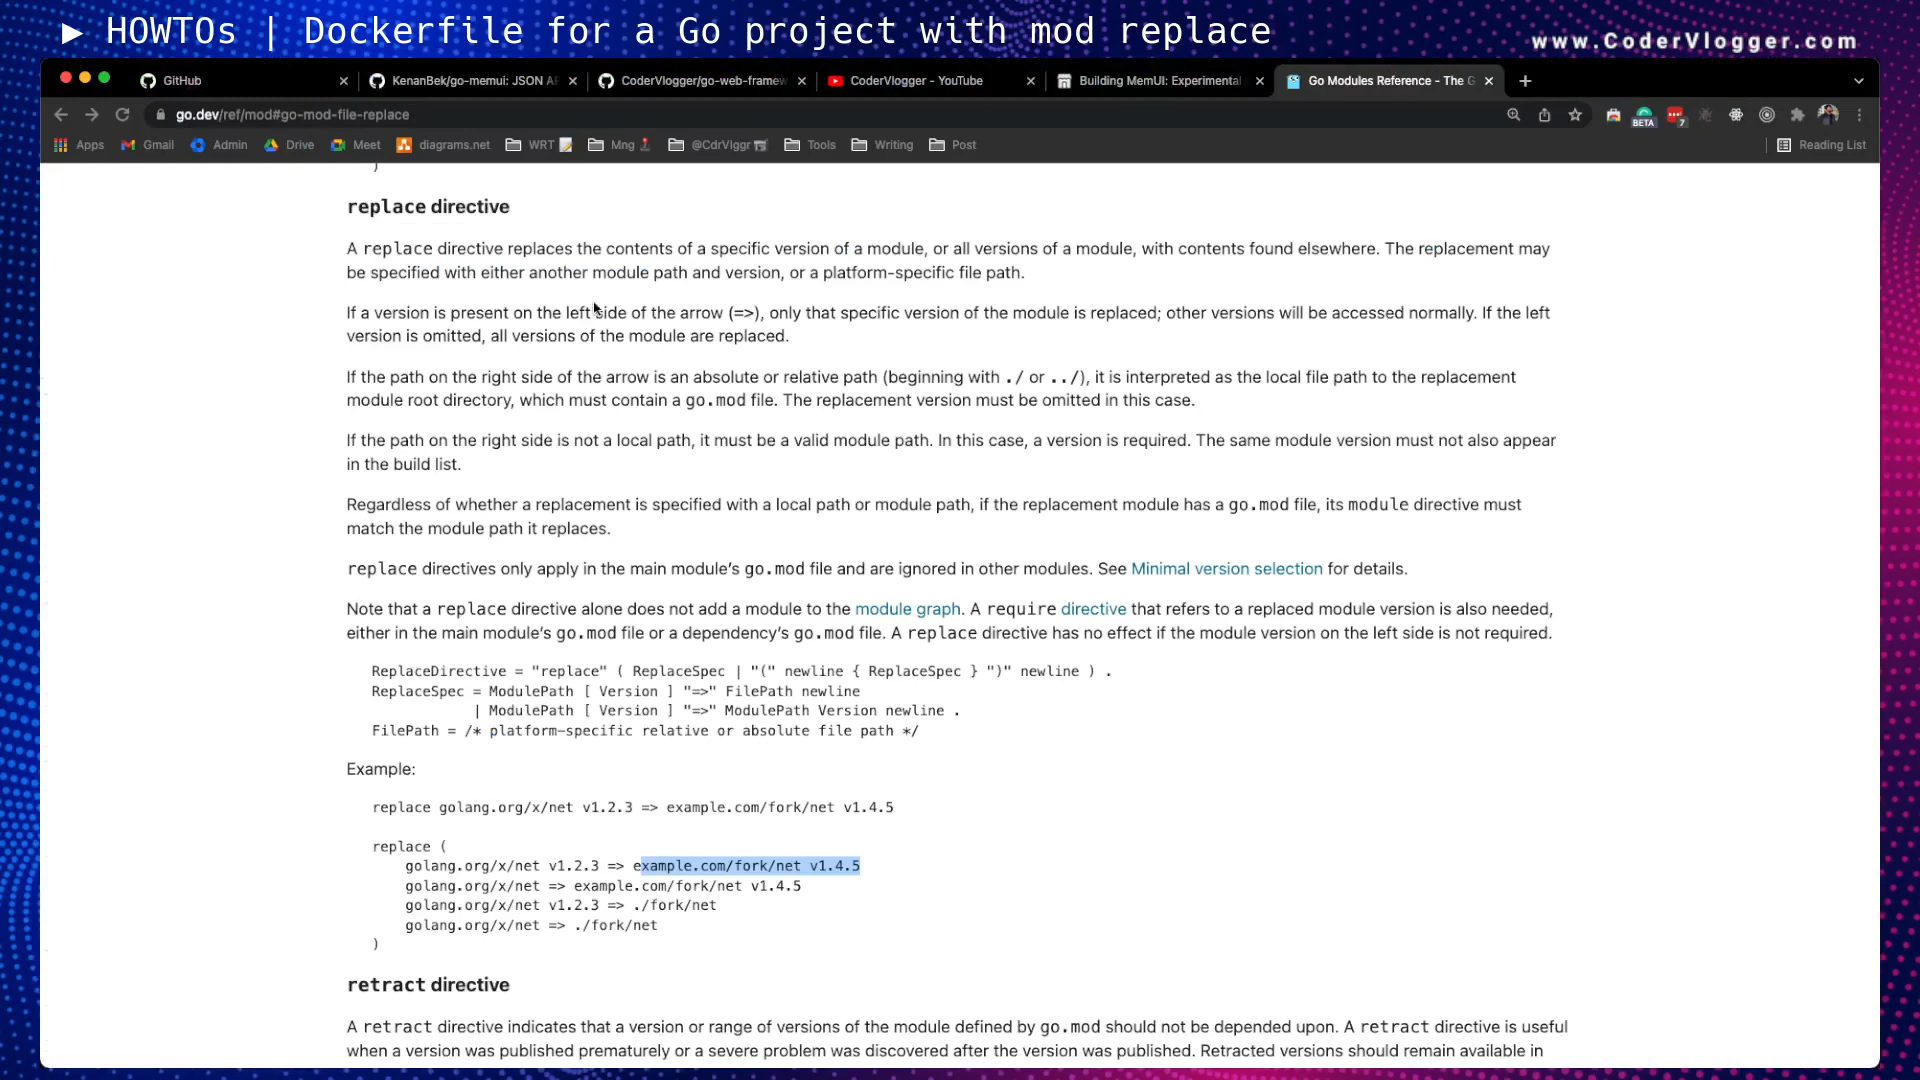 ▶ HOWTOs | Dockerfile for a Go project with mod replace
www.CoderVlogger.com
GitHub
KenanBek/go-memui: JSON AP
CoderVlogger/go-web-framew
CoderVlogger - YouTube
Building MemUI: Experimental
Go Modules Reference - The G
go.dev/ref/mod#go-mod-file-replace
BETA
7
Apps
Gmail
Admin
Drive
Meet
diagrams.net
WRT
Mng
@CdrVlggr
Tools
Writing
Post
Reading List
)
replace directive
A replace directive replaces the contents of a specific version of a module, or all versions of a module, with contents found elsewhere. The replacement may
be specified with either another module path and version, or a platform-specific file path.
If a version is present on the left side of the arrow (=>), only that specific version of the module is replaced; other versions will be accessed normally. If the left
version is omitted, all versions of the module are replaced.
If the path on the right side of the arrow is an absolute or relative path (beginning with ./ or ../), it is interpreted as the local file path to the replacement
module root directory, which must contain a go.mod file. The replacement version must be omitted in this case.
If the path on the right side is not a local path, it must be a valid module path. In this case, a version is required. The same module version must not also appear
in the build list.
Regardless of whether a replacement is specified with a local path or module path, if the replacement module has a go.mod file, its module directive must
match the module path it replaces.
replace directives only apply in the main module's go.mod file and are ignored in other modules. See Minimal version selection for details.
Note that a replace directive alone does not add a module to the module graph. A require directive that refers to a replaced module version is also needed,
either in the main module's go.mod file or a dependency's go.mod file. A replace directive has no effect if the module version on the left side is not required.
ReplaceDirective = "replace" ( ReplaceSpec | "(" newline { ReplaceSpec } ")" newline ) .
ReplaceSpec = ModulePath [ Version ] "=>" FilePath newline
| ModulePath [ Version ] "=>" ModulePath Version newline .
FilePath = /* platform-specific relative or absolute file path */
Example:
replace golang.org/x/net v1.2.3 => example.com/fork/net v1.4.5
replace (
golang.org/x/net v1.2.3 => example.com/fork/net v1.4.5
golang.org/x/net => example.com/fork/net v1.4.5
golang.org/x/net v1.2.3 => ./fork/net
golang.org/x/net => ./fork/net
)
retract directive
A retract directive indicates that a version or range of versions of the module defined by go.mod should not be depended upon. A retract directive is useful
when a version was published prematurely or a severe problem was discovered after the version was published. Retracted versions should remain available in